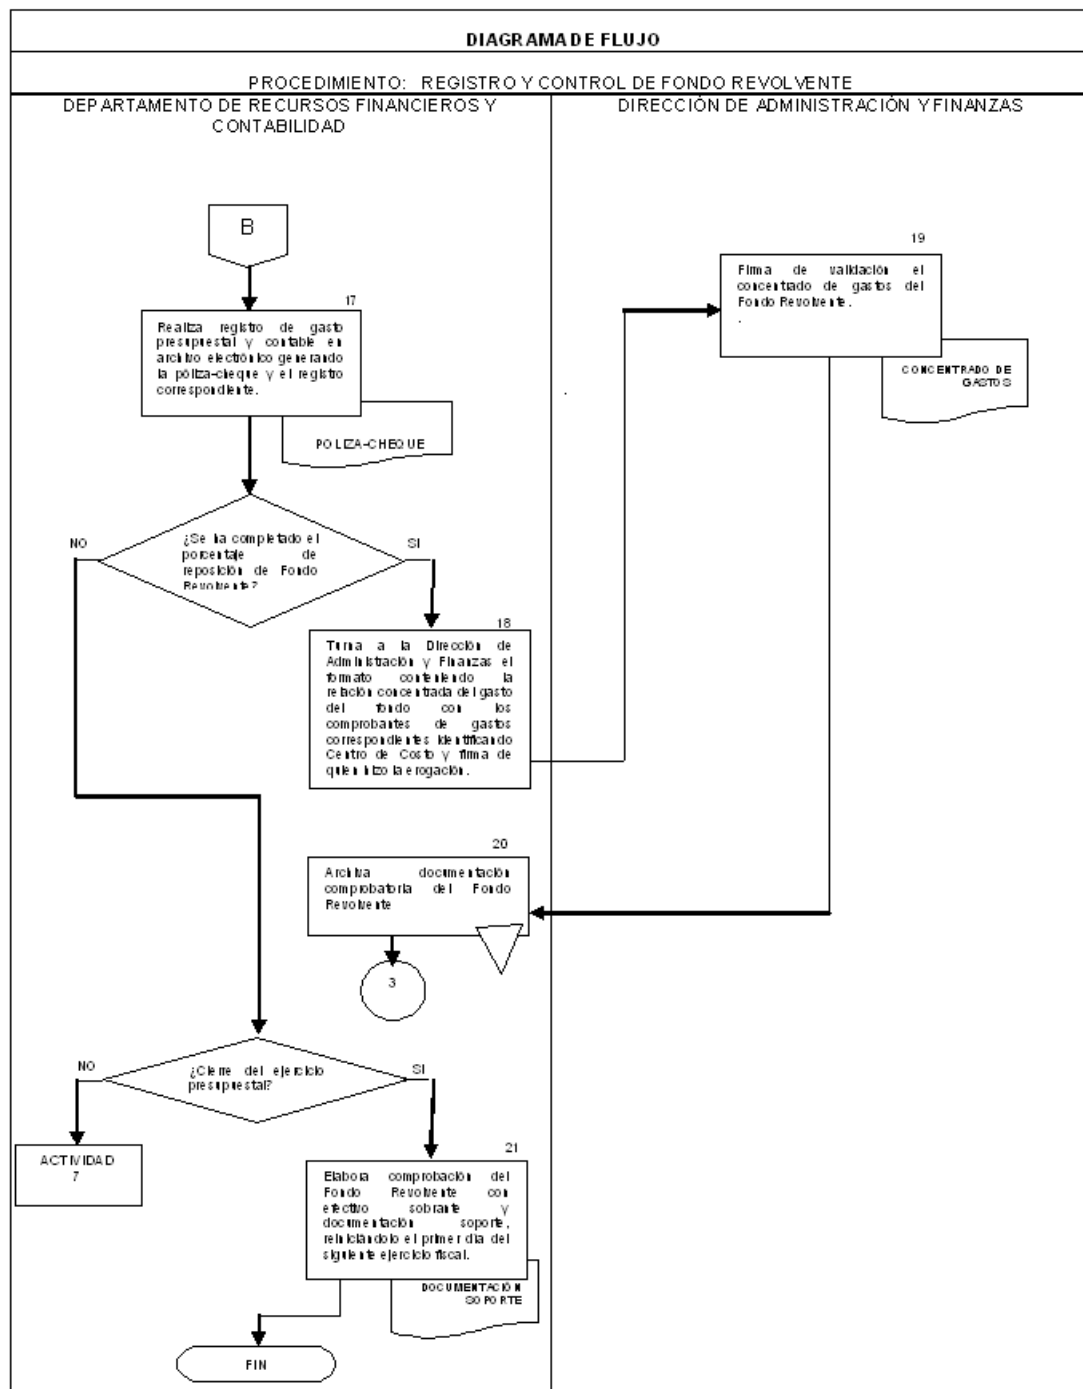 DIAGRAMA DE FLUJO
PROCEDIMIENTO: REGISTRO Y CONTROL DE FONDO REVOLVENTE
DEPARTAMENTO DE RECURSOS FINANCIEROS Y
CONTABILIDAD
DIRECCIÓN DE ADMINISTRACIÓN Y FINANZAS
B
17
Realiza registro de gasto
presupuestal y contable en
archivo electrónico generando
la póliza-cheque y el registro
correspondiente.
POLIZA-CHEQUE
19
Firma de validación el
concentrado de gastos del
Fondo Revolvente.
.
CONCENTRADO DE
GASTOS
NO
¿Se ha completado el
porcentaje de
reposición de Fondo
Revolvente?
SI
18
Turna a la Dirección de
Administración y Finanzas el
formato conteniendo la
relación concentrada del gasto
del fondo con los
comprobantes de gastos
correspondientes identificando
Centro de Costo y firma de
quien hizo la erogación.
20
Archiva documentación
comprobatoria del Fondo
Revolvente
3
NO
¿Cierre del ejercicio
presupuestal?
SI
ACTIVIDAD
7
21
Elabora comprobación del
Fondo Revolvente con
efectivo sobrante y
documentación soporte,
reiniciándolo el primer día del
siguiente ejercicio fiscal.
DOCUMENTACIÓN
SOPORTE
FIN